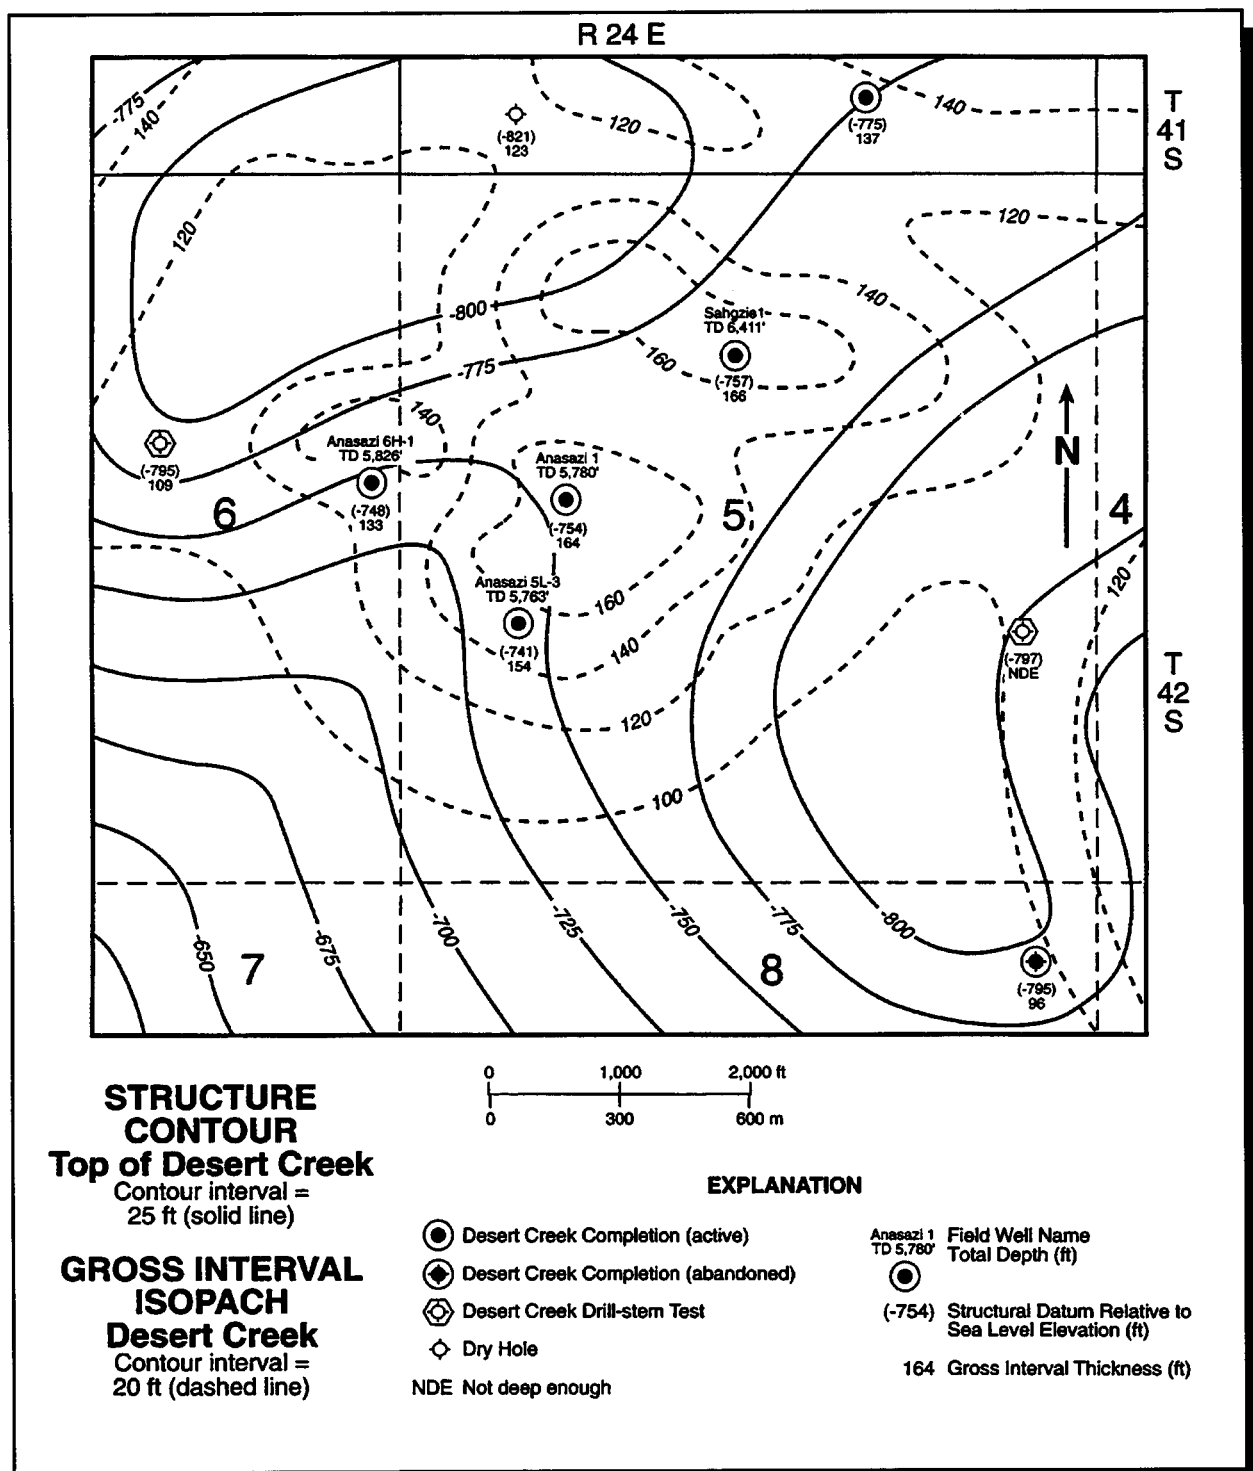 R 24 E
T
41
S
-775
140
(-821)
123
120
(-775)
137
140
120
120
-800
140
Sahgzie 1
TD 6,411'
160
(-757)
166
-775
140
Anasazi 6H-1
TD 5,826'
(-748)
133
Anasazi 1
TD 5,780'
(-754)
164
(-795)
109
6
5
N
4
120
Anasazi 5L-3
TD 5,763'
(-741)
154
160
140
120
100
(-797)
NDE
T
42
S
-650
7
-675
-700
-725
-750
-775
8
-800
(-795)
96
0 1,000 2,000 ft
0 300 600 m
STRUCTURE
CONTOUR
Top of Desert Creek
Contour interval =
25 ft (solid line)
GROSS INTERVAL
ISOPACH
Desert Creek
Contour interval =
20 ft (dashed line)
EXPLANATION
Desert Creek Completion (active)
Desert Creek Completion (abandoned)
Desert Creek Drill-stem Test
Dry Hole
NDE Not deep enough
Anasazi 1 Field Well Name
TD 5,780' Total Depth (ft)
(-754) Structural Datum Relative to
Sea Level Elevation (ft)
164 Gross Interval Thickness (ft)